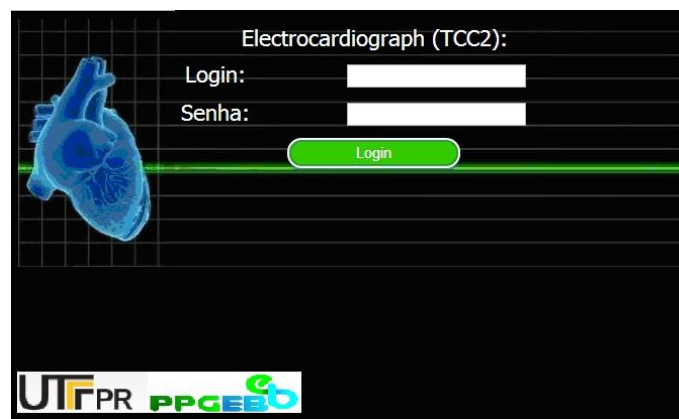 Electrocardiograph (TCC2):
Login:
Senha:
Login
UTFPR PPGEB